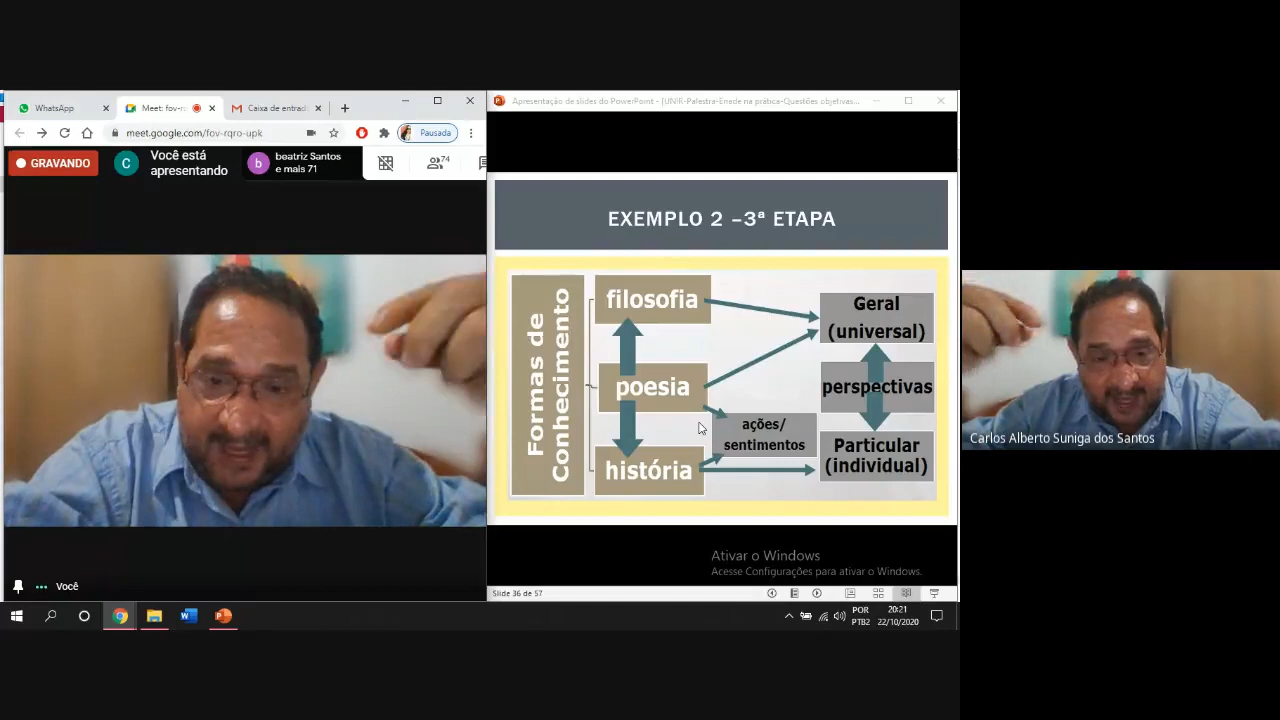 WhatsApp
Meet: fov-rq
Caixa de entrad
meet.google.com/fov-rqro-upk
Pausada
GRAVANDO
C
Você está
apresentando
b
beatriz Santos
e mais 71
74
Você
Apresentação de slides do PowerPoint - [UNIR-Palestra-Enade na prática-Questões objetivas...
EXEMPLO 2 –3ª ETAPA
Formas de
Conhecimento
filosofia
poesia
história
ações/
sentimentos
Geral
(universal)
perspectivas
Particular
(individual)
Ativar o Windows
Acesse Configurações para ativar o Windows.
Slide 36 de 57
POR
PTB2
20:21
22/10/2020
Carlos Alberto Suniga dos Santos